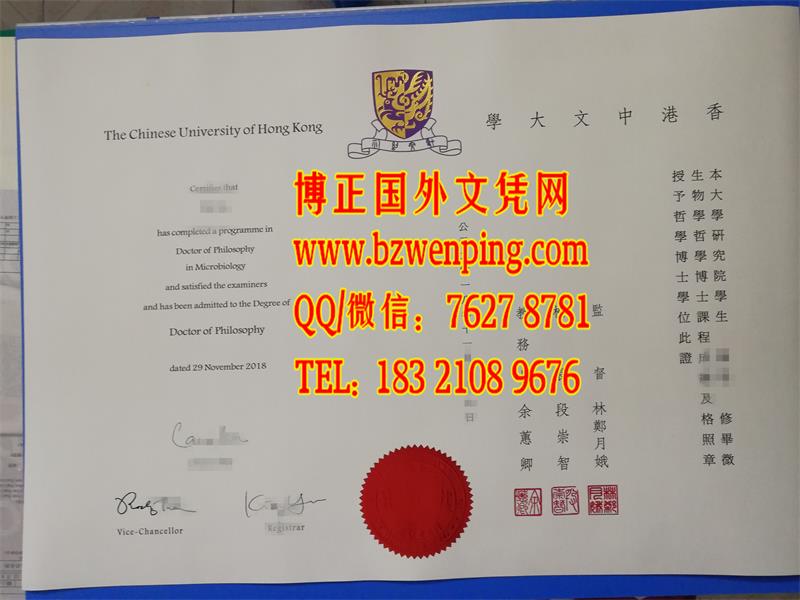 The Chinese University of Hong Kong
學大文中港香
Certifies that
has completed a programme in
Doctor of Philosophy
in Microbiology
and satisfied the examiners
and has been admitted to the Degree of
Doctor of Philosophy
dated 29 November 2018
Vice-Chancellor
Registrar
本大學研究院學生
修畢微
生物學哲學博士課程
及格照章
授予哲學博士學位此證
監督 林鄭月娥
段崇智
教務 余蕙卿
公
日
博正国外文凭网
www.bzwenping.com
QQ/微信：7627 8781
TEL：183 2108 9676